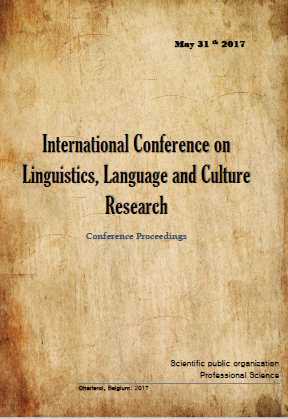 May 31 th 2017
International Conference on
Linguistics, Language and Culture
Research
Conference Proceedings
Scientific public organization
Professional Science
Charleroi, Belgium. 2017